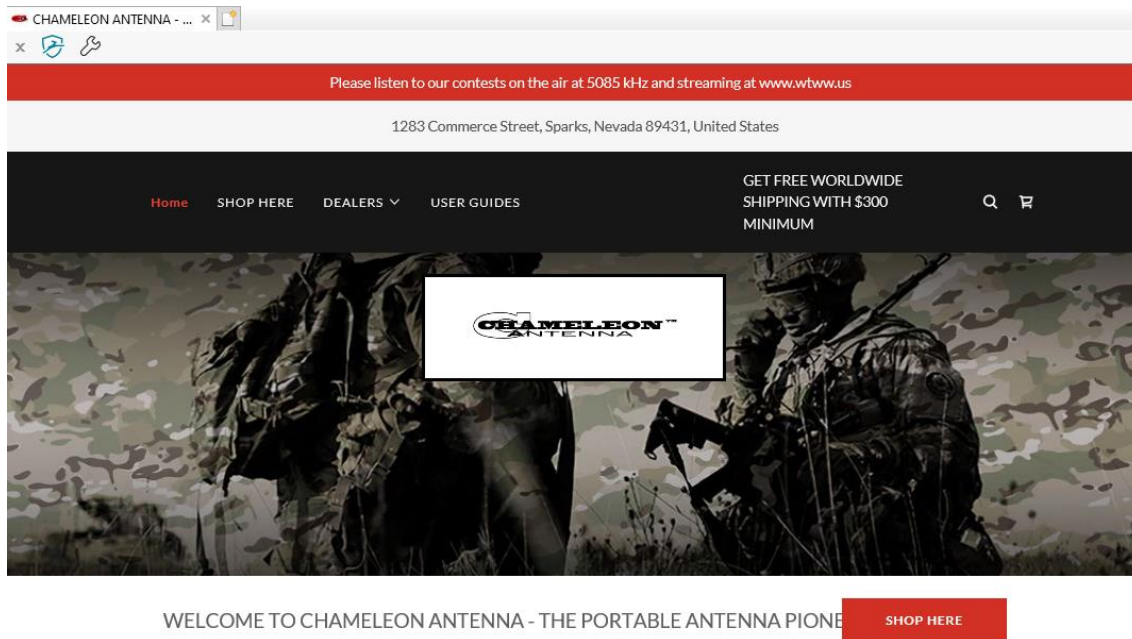 CHAMELEON ANTENNA - ...
Please listen to our contests on the air at 5085 kHz and streaming at www.wtww.us
1283 Commerce Street, Sparks, Nevada 89431, United States
Home SHOP HERE DEALERS USER GUIDES
GET FREE WORLDWIDE
SHIPPING WITH $300
MINIMUM
CHAMELEON™
ANTENNA
WELCOME TO CHAMELEON ANTENNA - THE PORTABLE ANTENNA PIONE
SHOP HERE